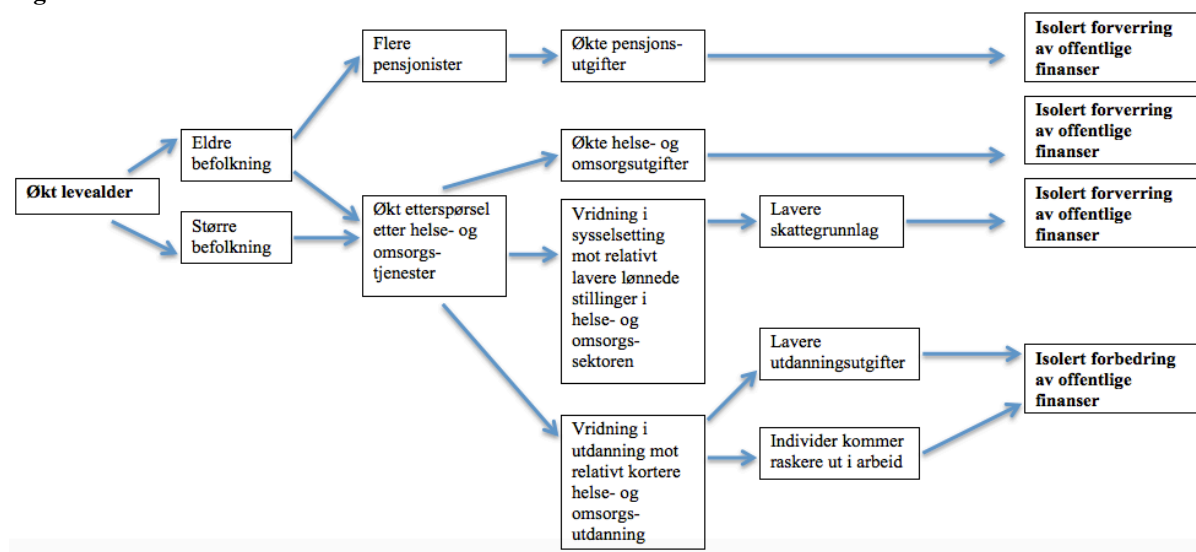 Økt levealder
Eldre
befolkning
Større
befolkning
Flere
pensjonister
Økt etterspørsel
etter helse- og
omsorgs-
tjenester
Økte pensjons-
utgifter
Økte helse- og
omsorgsutgifter
Vridning i
sysselsetting
mot relativt
lavere lønnede
stillinger i
helse- og
omsorgs-
sektoren
Vridning i
utdanning mot
relativt kortere
helse- og
omsorgs-
utdanning
Lavere
skattegrunnlag
Lavere
utdanningsutgifter
Individer kommer
raskere ut i arbeid
Isolert forverring
av offentlige
finanser
Isolert forverring
av offentlige
finanser
Isolert forverring
av offentlige
finanser
Isolert forbedring
av offentlige
finanser